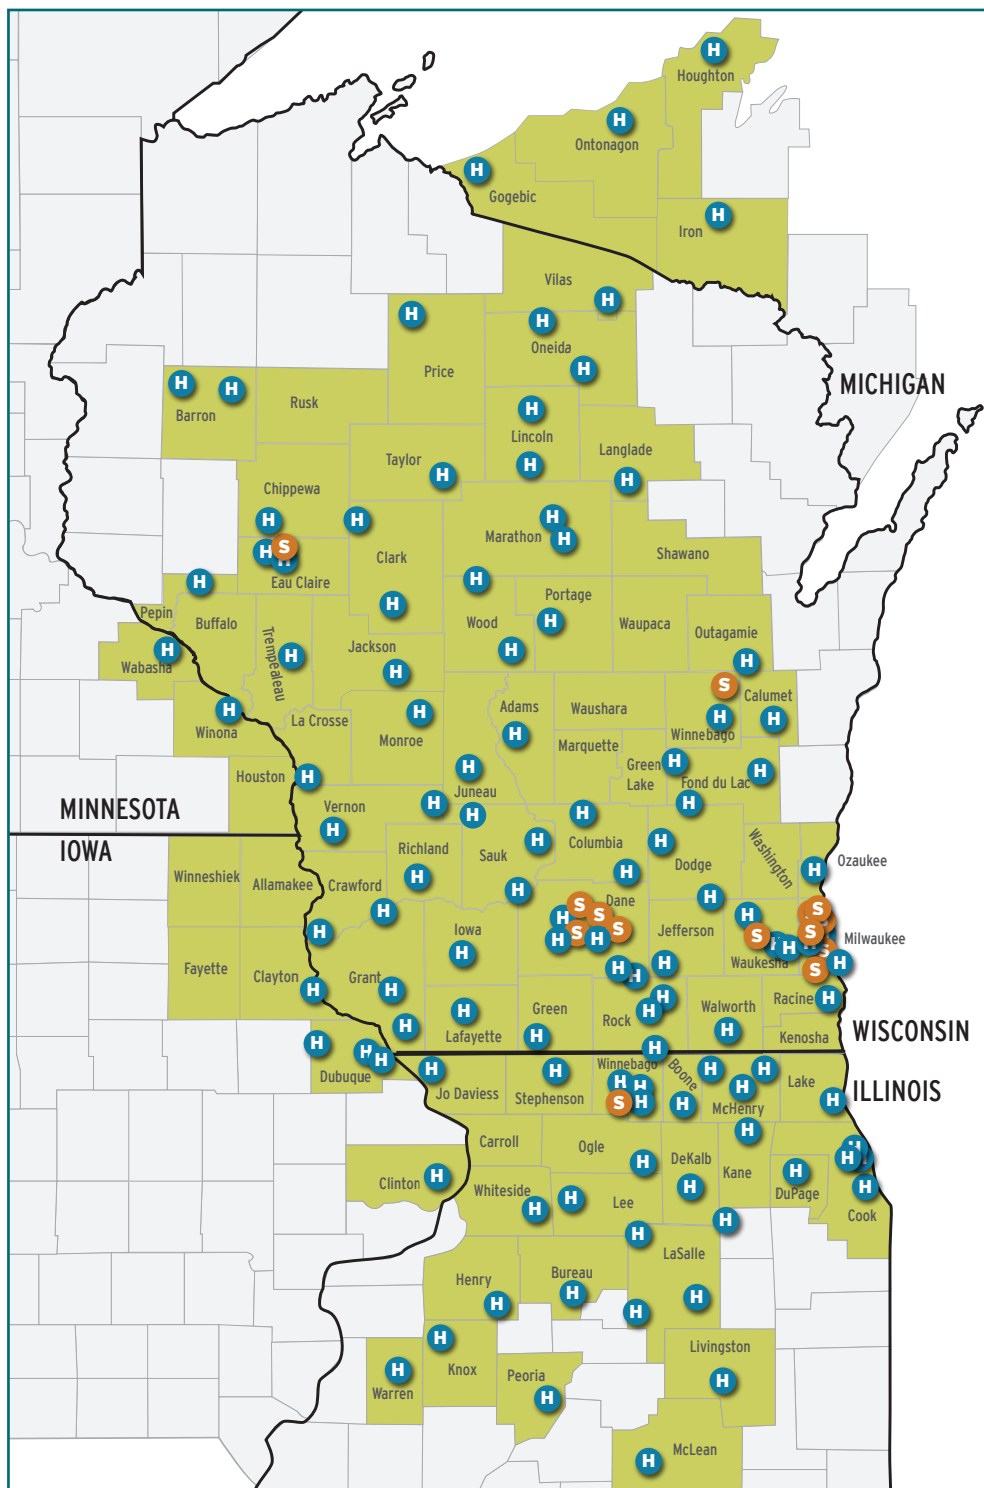 H
Houghton
H
Ontonagon
H
Gogebic
H
Iron
Vilas
H
H
H
Oneida
H
Price
MICHIGAN
H
H
Barron
Rusk
H
Lincoln
H
Taylor
H
Langlade
H
Chippewa
H
H
Marathon
H
H
Clark
H
Shawano
H
S
H
Eau Claire
H
Pepin
Buffalo
Trempealeau
H
Jackson
H
H
Wood
H
Portage
H
Waupaca
Outagamie
H
H
Wabasha
H
Winona
La Crosse
Monroe
H
Adams
H
Waushara
S
H
Winnebago
Calumet
H
Marquette
Green
Lake
H
Fond du Lac
H
H
Houston
H
MINNESOTA
Vernon
H
H
Juneau
H
H
IOWA
Richland
H
Sauk
H
H
Columbia
H
H
H
Dodge
H
Washington
Ozaukee
H
Winneshiek
Allamakee
Crawford
H
H
Dane
S
S
S
S
H
H
H
Iowa
H
Jefferson
H
H
S
H
H
Waukesha
S
S
S
S
H
H
Milwaukee
Fayette
Clayton
H
Grant
H
H
Lafayette
H
Green
H
H
H
Rock
H
H
H
Walworth
H
Racine
H
Kenosha
WISCONSIN
H
H
H
Dubuque
H
Jo Daviess
H
Stephenson
Winnebago
H
H
S
H
Boone
H
H
H
H
McHenry
Lake
H
ILLINOIS
Carroll
Ogle
H
DeKalb
H
H
Kane
H
DuPage
H
H
H
Cook
Clinton
H
Whiteside
H
H
Lee
H
H
LaSalle
H
H
Henry
H
Bureau
H
H
Knox
H
Warren
Peoria
H
Livingston
H
McLean
H